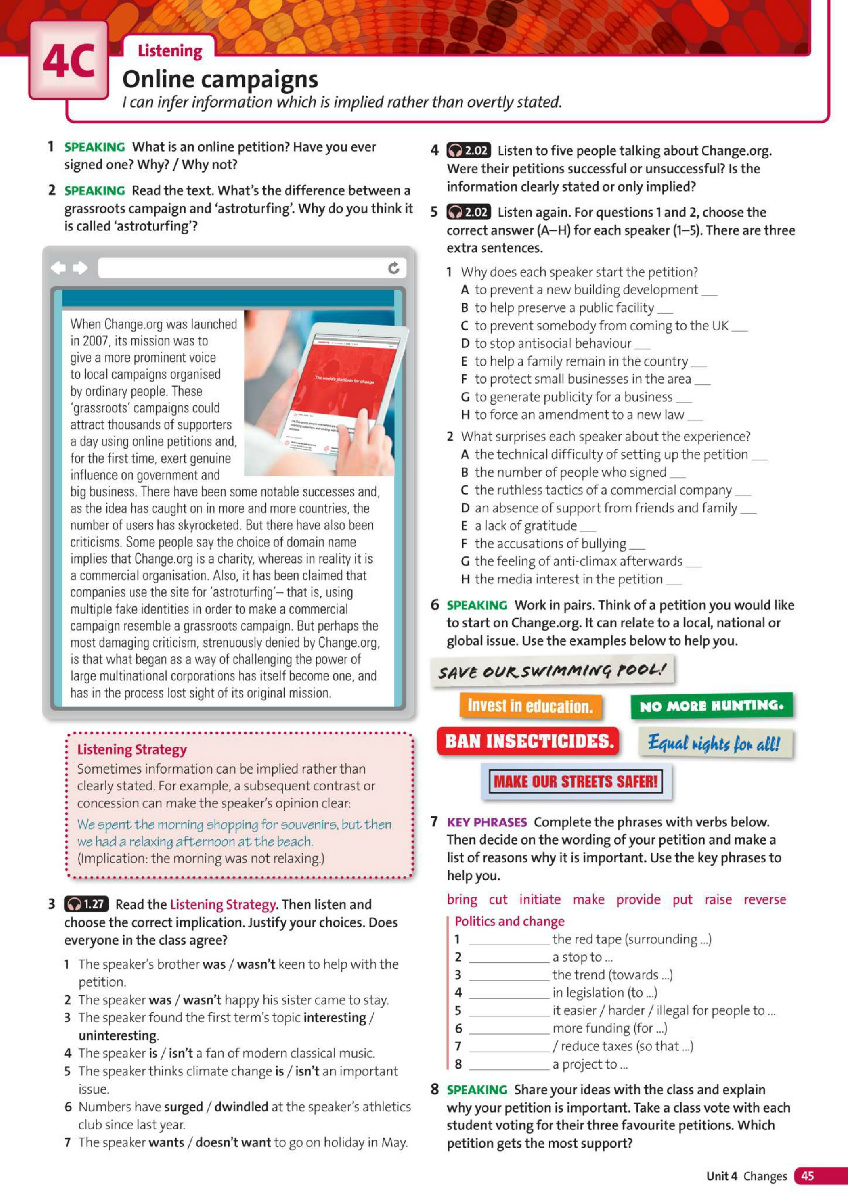 4C
Listening
Online campaigns
I can infer information which is implied rather than overtly stated.
1 SPEAKING What is an online petition? Have you ever
signed one? Why? / Why not?
2 SPEAKING Read the text. What's the difference between a
grassroots campaign and 'astroturfing'. Why do you think it
is called 'astroturfing'?
When Change.org was launched
in 2007, its mission was to
give a more prominent voice
to local campaigns organised
by ordinary people. These
'grassroots' campaigns could
attract thousands of supporters
a day using online petitions and,
for the first time, exert genuine
influence on government and
big business. There have been some notable successes and,
as the idea has caught on in more and more countries, the
number of users has skyrocketed. But there have also been
criticisms. Some people say the choice of domain name
implies that Change.org is a charity, whereas in reality it is
a commercial organisation. Also, it has been claimed that
companies use the site for 'astroturfing'– that is, using
multiple fake identities in order to make a commercial
campaign resemble a grassroots campaign. But perhaps the
most damaging criticism, strenuously denied by Change.org,
is that what began as a way of challenging the power of
large multinational corporations has itself become one, and
has in the process lost sight of its original mission.
The world's platform for change
Listening Strategy
Sometimes information can be implied rather than
clearly stated. For example, a subsequent contrast or
concession can make the speaker's opinion clear:
We spent the morning shopping for souvenirs, but then
we had a relaxing afternoon at the beach.
(Implication: the morning was not relaxing.)
3 1.27 Read the Listening Strategy. Then listen and
choose the correct implication. Justify your choices. Does
everyone in the class agree?
1 The speaker's brother was / wasn't keen to help with the
petition.
2 The speaker was / wasn't happy his sister came to stay.
3 The speaker found the first term's topic interesting /
uninteresting.
4 The speaker is / isn't a fan of modern classical music.
5 The speaker thinks climate change is / isn't an important
issue.
6 Numbers have surged / dwindled at the speaker's athletics
club since last year.
7 The speaker wants / doesn't want to go on holiday in May.
4 2.02 Listen to five people talking about Change.org.
Were their petitions successful or unsuccessful? Is the
information clearly stated or only implied?
5 2.02 Listen again. For questions 1 and 2, choose the
correct answer (A–H) for each speaker (1–5). There are three
extra sentences.
1 Why does each speaker start the petition?
A to prevent a new building development __
B to help preserve a public facility __
C to prevent somebody from coming to the UK __
D to stop antisocial behaviour __
E to help a family remain in the country __
F to protect small businesses in the area __
G to generate publicity for a business __
H to force an amendment to a new law __
2 What surprises each speaker about the experience?
A the technical difficulty of setting up the petition __
B the number of people who signed __
C the ruthless tactics of a commercial company __
D an absence of support from friends and family __
E a lack of gratitude __
F the accusations of bullying __
G the feeling of anti-climax afterwards __
H the media interest in the petition __
6 SPEAKING Work in pairs. Think of a petition you would like
to start on Change.org. It can relate to a local, national or
global issue. Use the examples below to help you.
SAVE OUR SWIMMING POOL!
Invest in education.
NO MORE HUNTING.
BAN INSECTICIDES.
Equal rights for all!
MAKE OUR STREETS SAFER!
7 KEY PHRASES Complete the phrases with verbs below.
Then decide on the wording of your petition and make a
list of reasons why it is important. Use the key phrases to
help you.
bring cut initiate make provide put raise reverse
Politics and change
1 __________ the red tape (surrounding ...)
2 __________ a stop to ...
3 __________ the trend (towards ...)
4 __________ in legislation (to ...)
5 __________ it easier / harder / illegal for people to ...
6 __________ more funding (for ...)
7 __________ / reduce taxes (so that ...)
8 __________ a project to ...
8 SPEAKING Share your ideas with the class and explain
why your petition is important. Take a class vote with each
student voting for their three favourite petitions. Which
petition gets the most support?
Unit 4 Changes 45